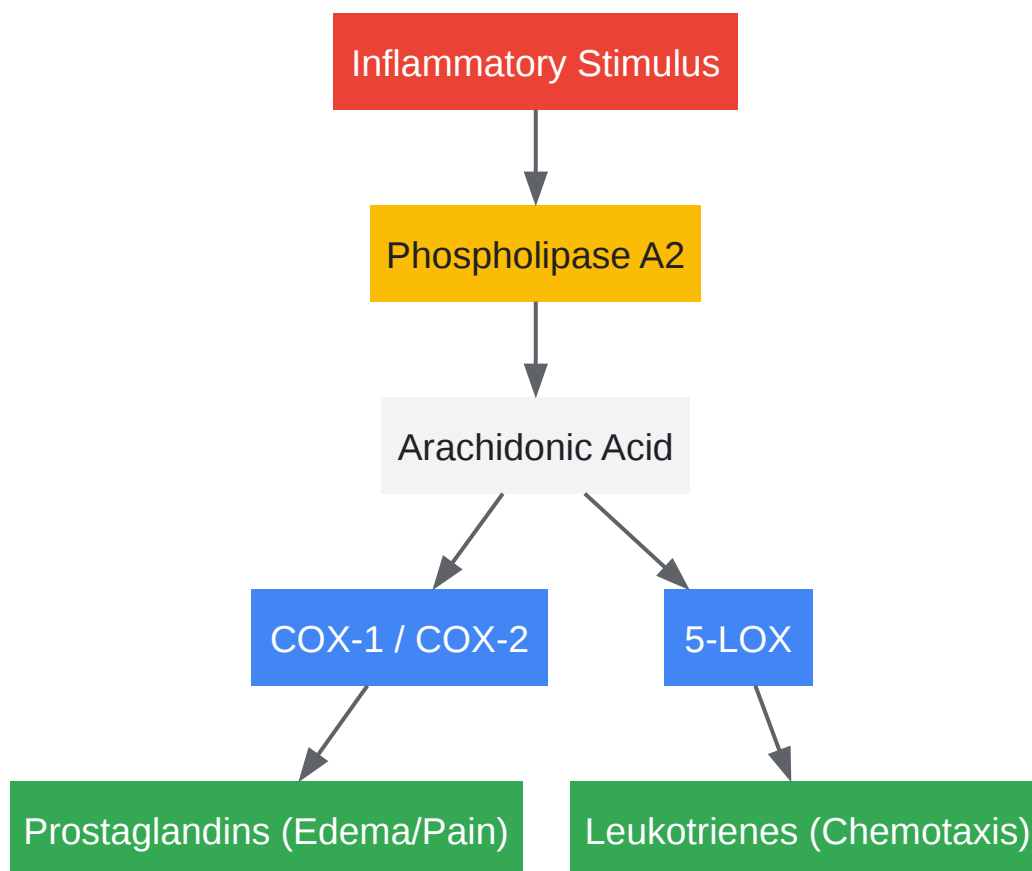 Inflammatory Stimulus
Phospholipase A2
Arachidonic Acid
COX-1 / COX-2
5-LOX
Prostaglandins (Edema/Pain)
Leukotrienes (Chemotaxis)